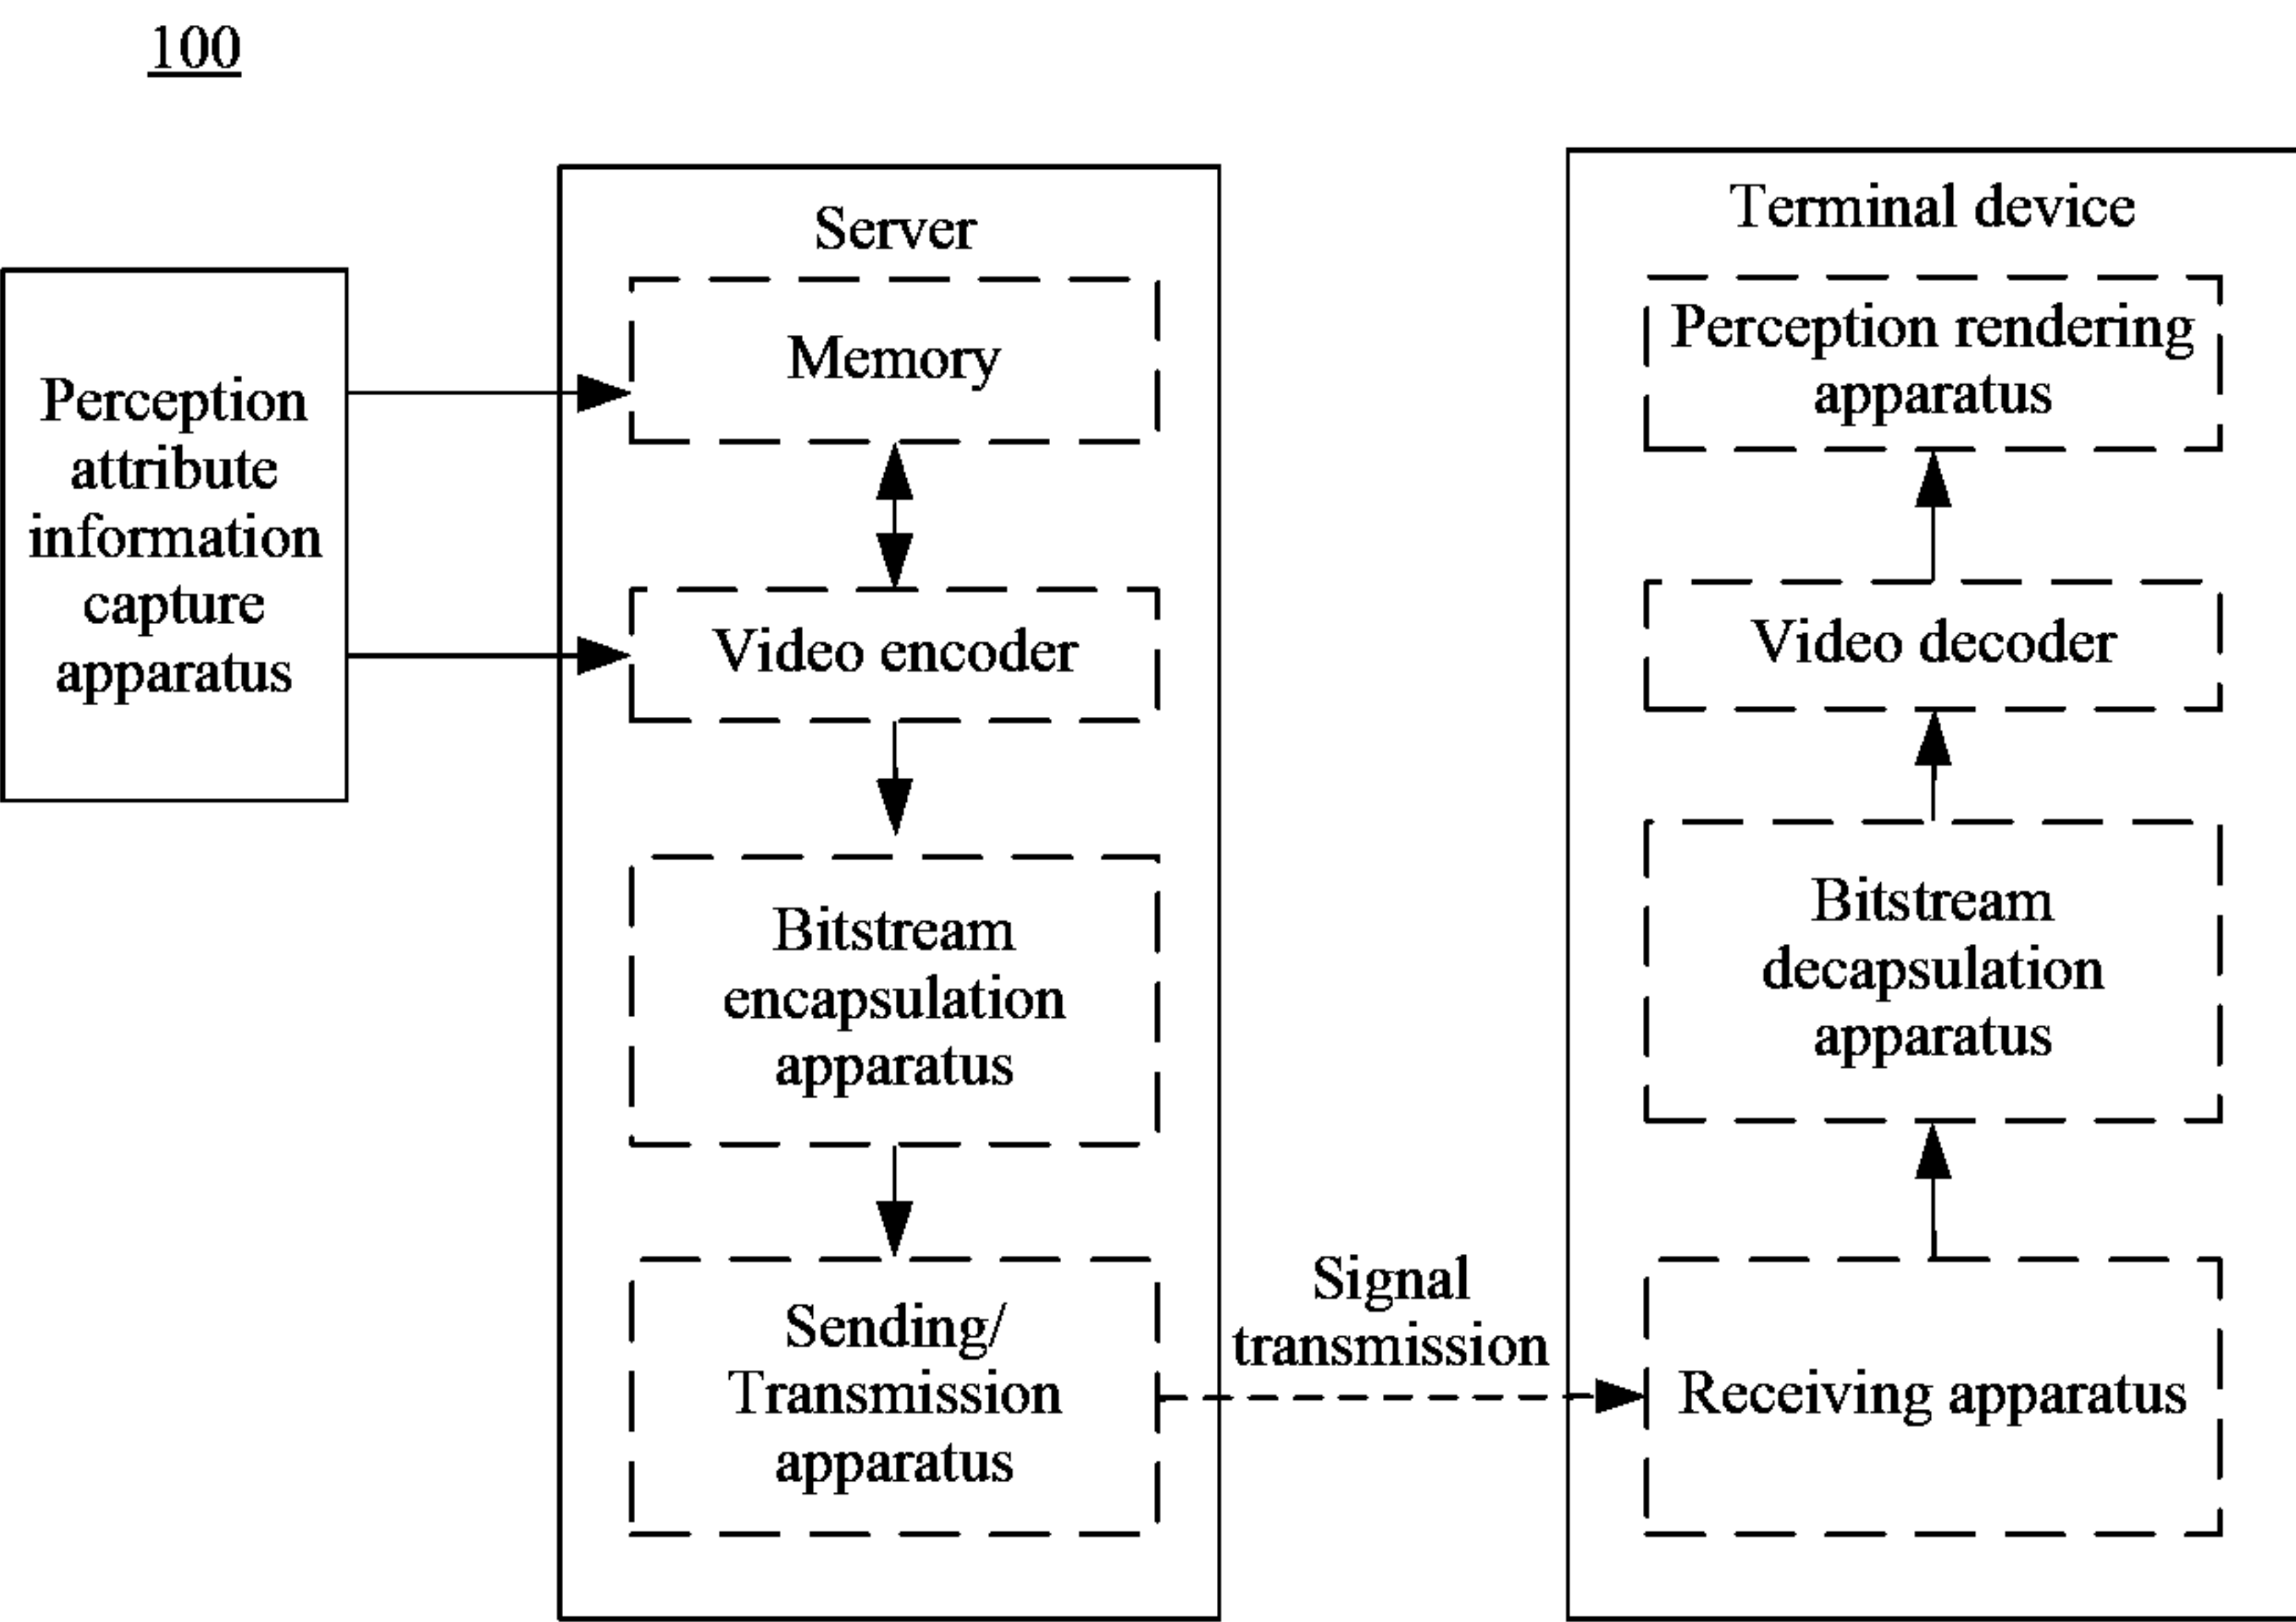 100
Perception
attribute
information
capture
apparatus
Server
Memory
Video encoder
Bitstream
encapsulation
apparatus
Sending/
Transmission
apparatus
Signal
transmission
Terminal device
Perception rendering
apparatus
Video decoder
Bitstream
decapsulation
apparatus
Receiving apparatus